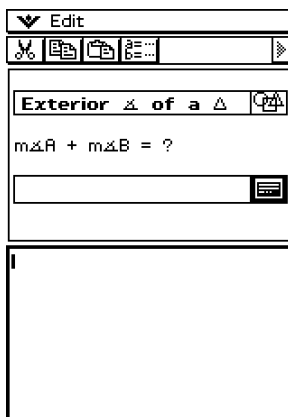 Edit
Exterior ∡ of a △
m∡A + m∡B = ?